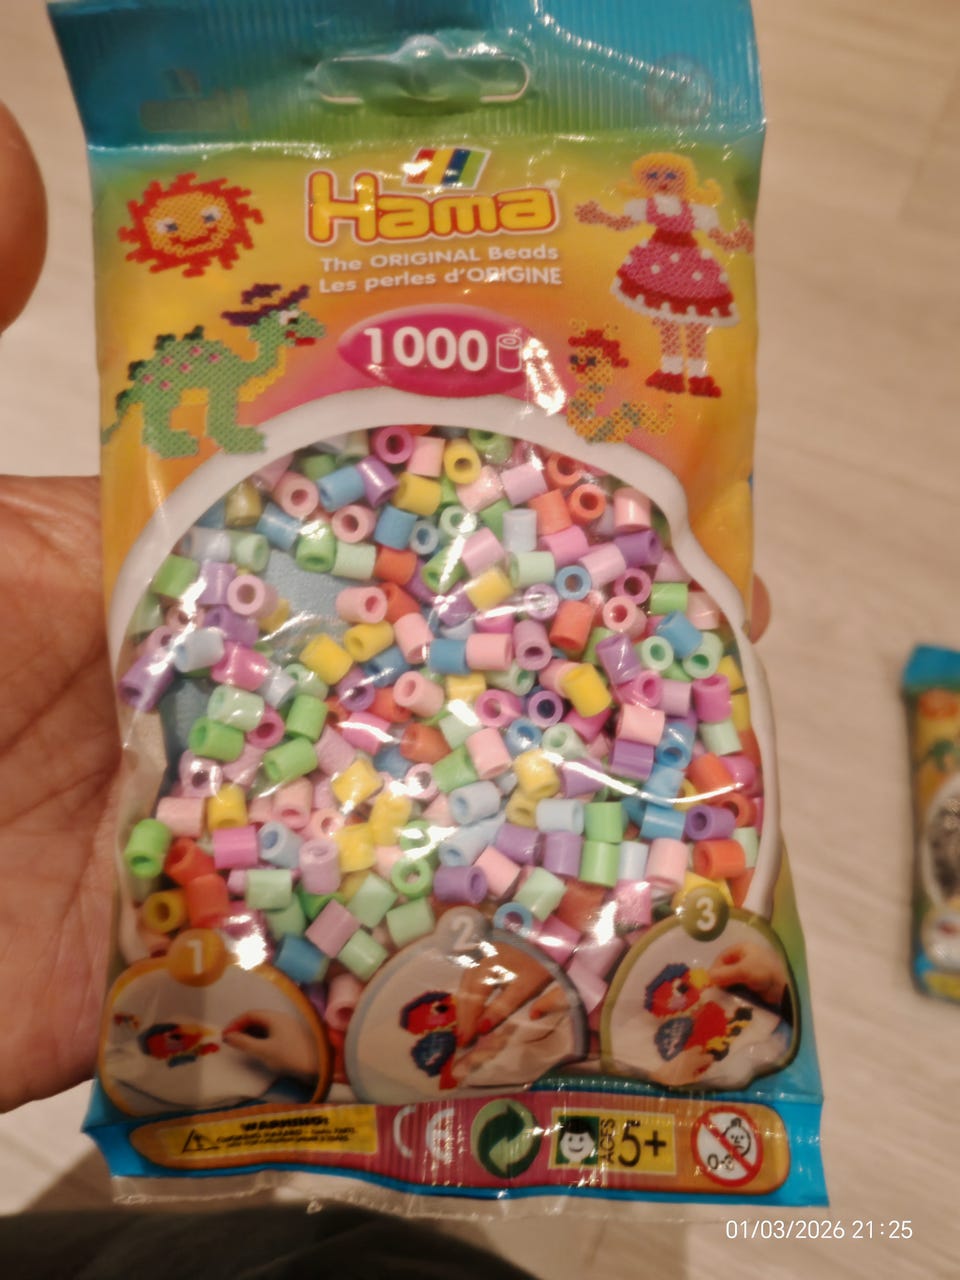 Hama
The ORIGINAL Beads
Les perles d'ORIGINE
1000
1
2
3
WARNING:
CE
AGES
5+
0-3
01/03/2026 21:25